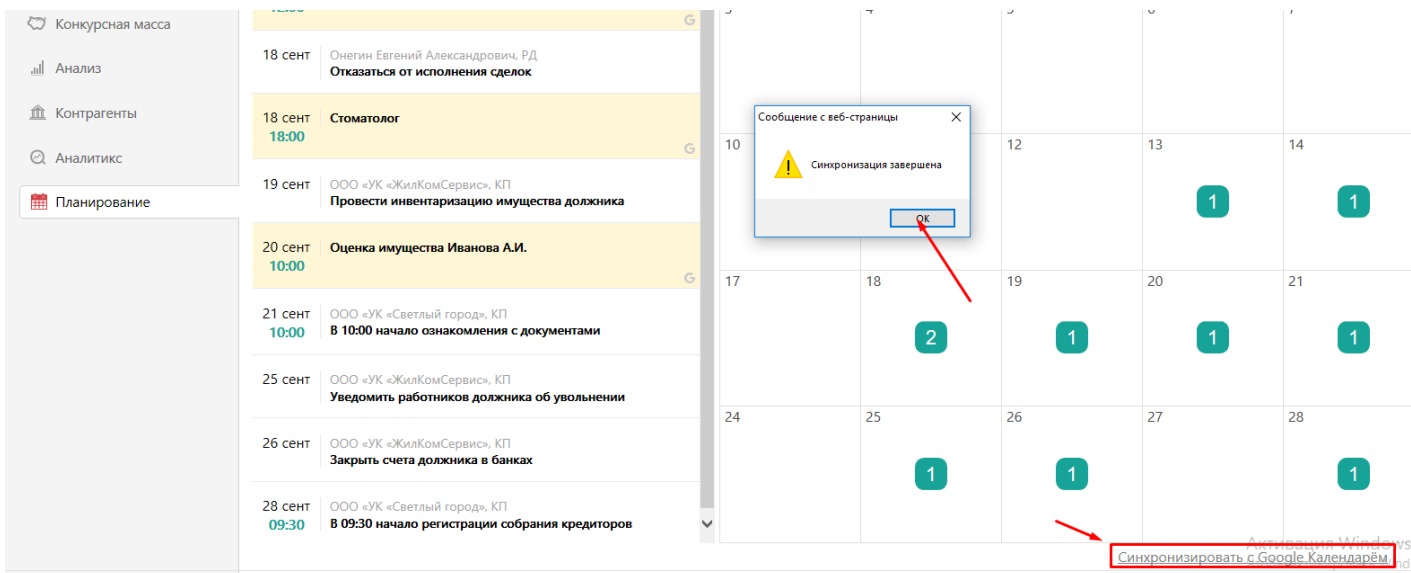 Конкурсная масса
Анализ
Контрагенты
Аналитикс
Планирование
12:00
G
18 сент Онегин Евгений Александрович, РД
Отказаться от исполнения сделок
18 сент Стоматолог
18:00
G
19 сент ООО «УК «ЖилКомСервис», КП
Провести инвентаризацию имущества должника
20 сент Оценка имущества Иванова А.И.
10:00
G
21 сент ООО «УК «Светлый город», КП
10:00 В 10:00 начало ознакомления с документами
25 сент ООО «УК «ЖилКомСервис», КП
Уведомить работников должника об увольнении
26 сент ООО «УК «ЖилКомСервис», КП
Закрыть счета должника в банках
28 сент ООО «УК «Светлый город», КП
09:30 В 09:30 начало регистрации собрания кредиторов
Сообщение с веб-страницы
Синхронизация завершена
ОК
10 12 13 14
1 1
17 18 19 20 21
2 1 1 1
24 25 26 27 28
1 1 1
Активация Windows
Синхронизировать с Google Календарём